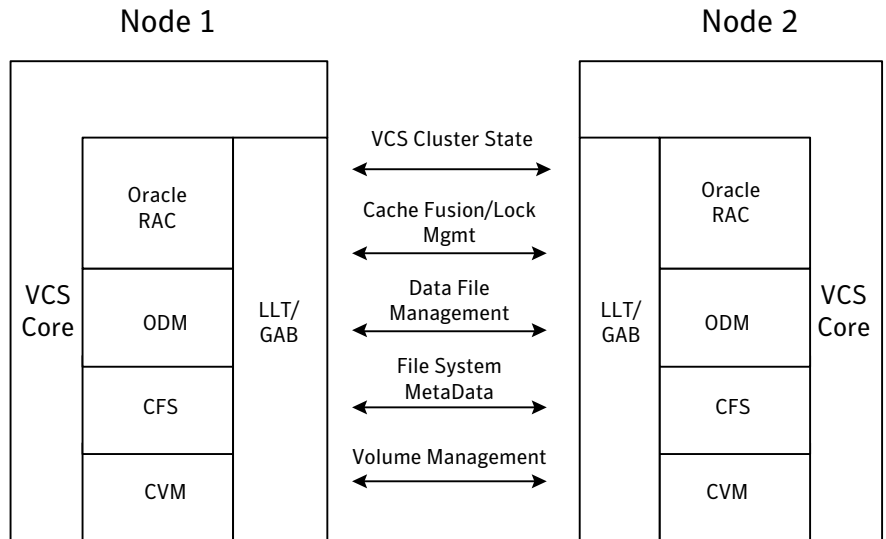 Node 1
Node 2
VCS Cluster State
Oracle
RAC
Cache Fusion/Lock
Mgmt
Oracle
RAC
VCS
Core
ODM
LLT/
GAB
Data File
Management
LLT/
GAB
ODM
VCS
Core
CFS
File System
MetaData
CFS
CVM
Volume Management
CVM